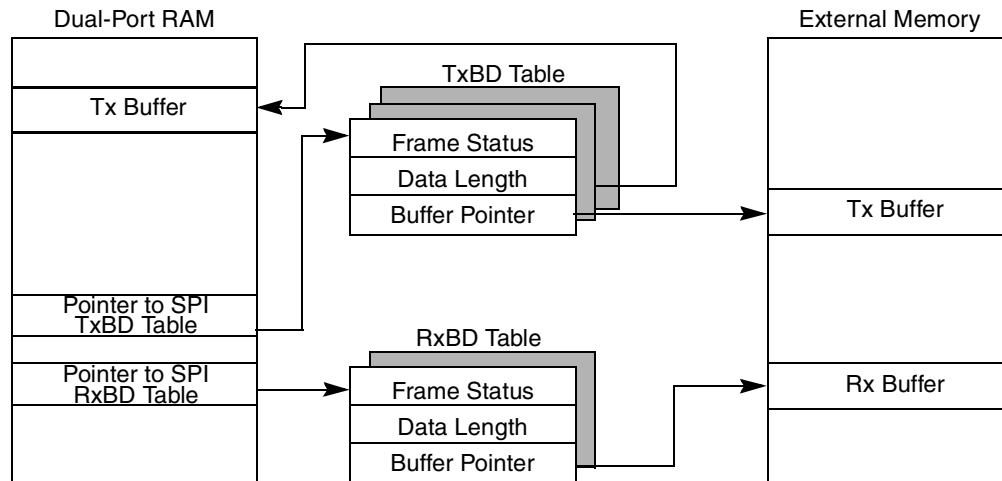 Dual-Port RAM
External Memory
TxBD Table
Tx Buffer
Frame Status
Data Length
Buffer Pointer
Tx Buffer
Pointer to SPI
TxBD Table
RxBD Table
Pointer to SPI
RxBD Table
Frame Status
Rx Buffer
Data Length
Buffer Pointer